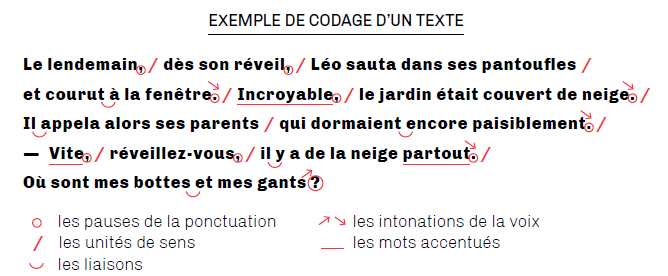 EXEMPLE DE CODAGE D'UN TEXTE
Le lendemain, / dès son réveil, / Léo sauta dans ses pantoufles /
et courut à la fenêtre. / Incroyable, / le jardin était couvert de neige. /
Il appela alors ses parents / qui dormaient encore paisiblement. /
— Vite, / réveillez-vous, / il y a de la neige partout. /
Où sont mes bottes et mes gants ?
les pauses de la ponctuation ↗ ↘ les intonations de la voix
/ les unités de sens __ les mots accentués
les liaisons